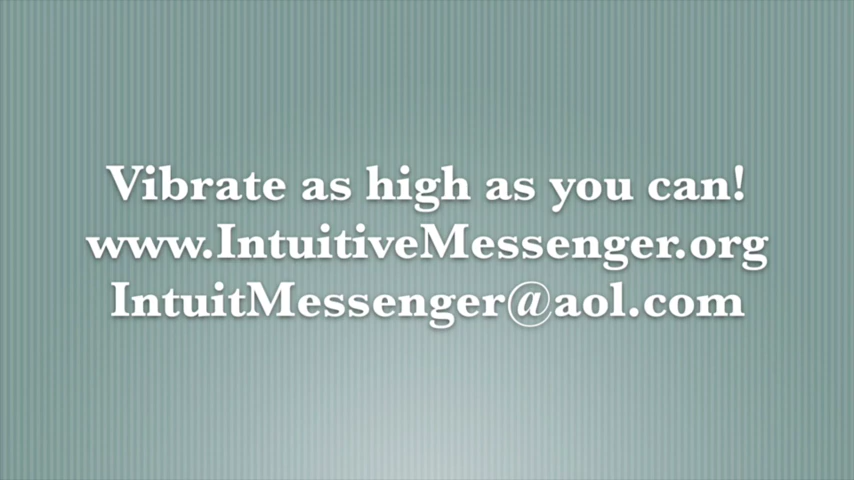 Vibrate as high as you can!
www.IntuitiveMessenger.org
IntuitMessenger@aol.com